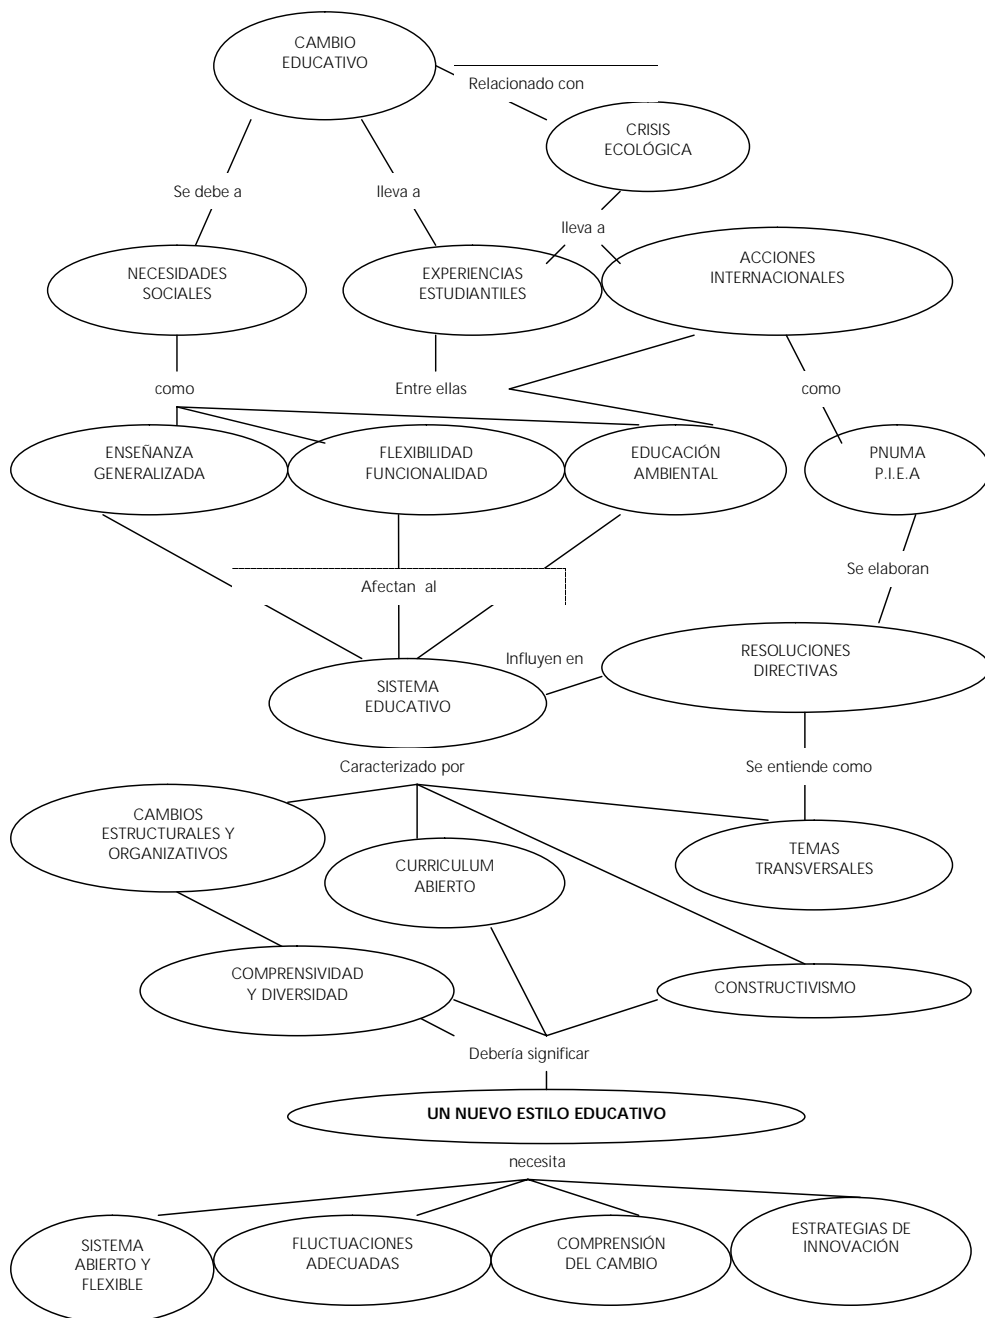 CAMBIO
EDUCATIVO
Relacionado con
CRISIS
ECOLÓGICA
Se debe a
lleva a
lleva a
NECESIDADES
SOCIALES
EXPERIENCIAS
ESTUDIANTILES
ACCIONES
INTERNACIONALES
como
Entre ellas
como
ENSEÑANZA
GENERALIZADA
FLEXIBILIDAD
FUNCIONALIDAD
EDUCACIÓN
AMBIENTAL
PNUMA
P.I.E.A
Se elaboran
Afectan al
Influyen en
RESOLUCIONES
DIRECTIVAS
SISTEMA
EDUCATIVO
Caracterizado por
Se entiende como
CAMBIOS
ESTRUCTURALES Y
ORGANIZATIVOS
CURRICULUM
ABIERTO
TEMAS
TRANSVERSALES
COMPRENSIVIDAD
Y DIVERSIDAD
CONSTRUCTIVISMO
Debería significar
UN NUEVO ESTILO EDUCATIVO
necesita
SISTEMA
ABIERTO Y
FLEXIBLE
FLUCTUACIONES
ADECUADAS
COMPRENSIÓN
DEL CAMBIO
ESTRATEGIAS DE
INNOVACIÓN